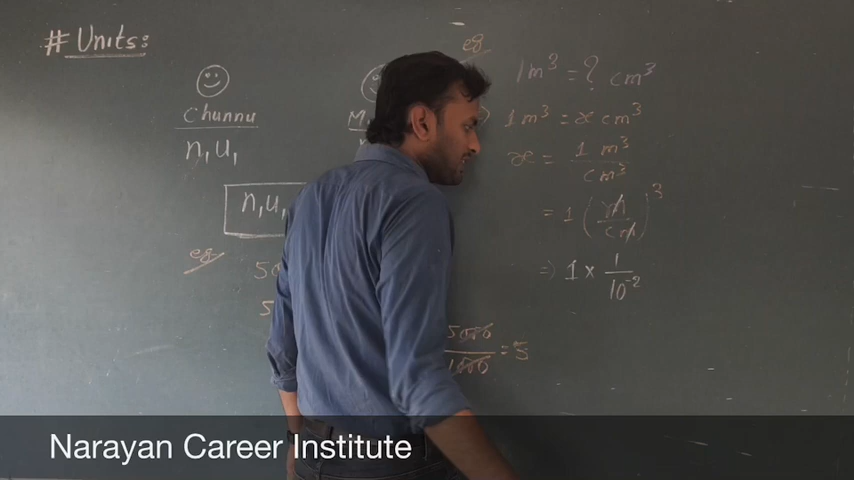 # Units:
Chunnu
n₁u₁
n₁u₁
eg
5
eg
1m³ = ? cm³
1m³ = x cm³
x = 1 m³ / cm³
= 1 (m / cm)³
⇒ 1 × 1 / 10⁻²
5000 / 1000 = 5
Narayan Career Institute